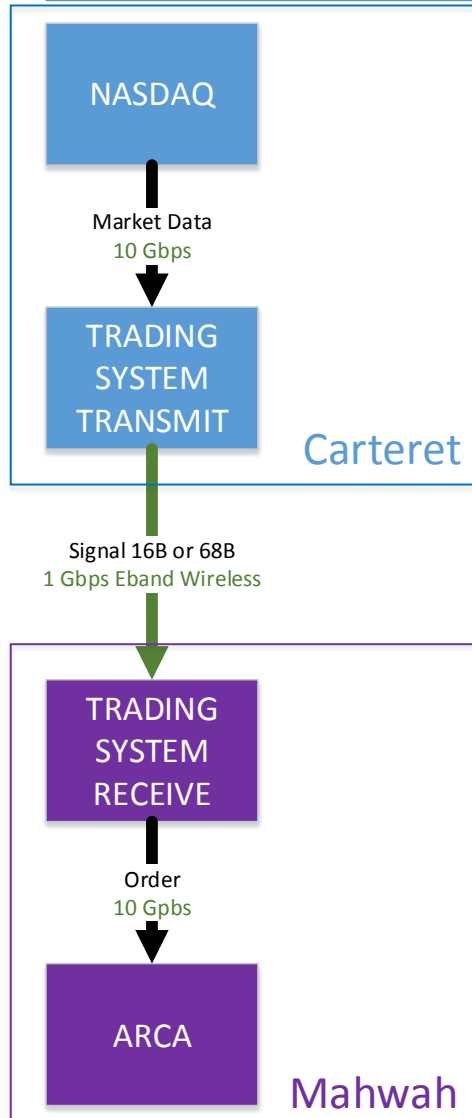 NASDAQ
Market Data
10 Gbps
TRADING
SYSTEM
TRANSMIT
Carteret
Signal 16B or 68B
1 Gbps Eband Wireless
TRADING
SYSTEM
RECEIVE
Order
10 Gpbs
ARCA
Mahwah